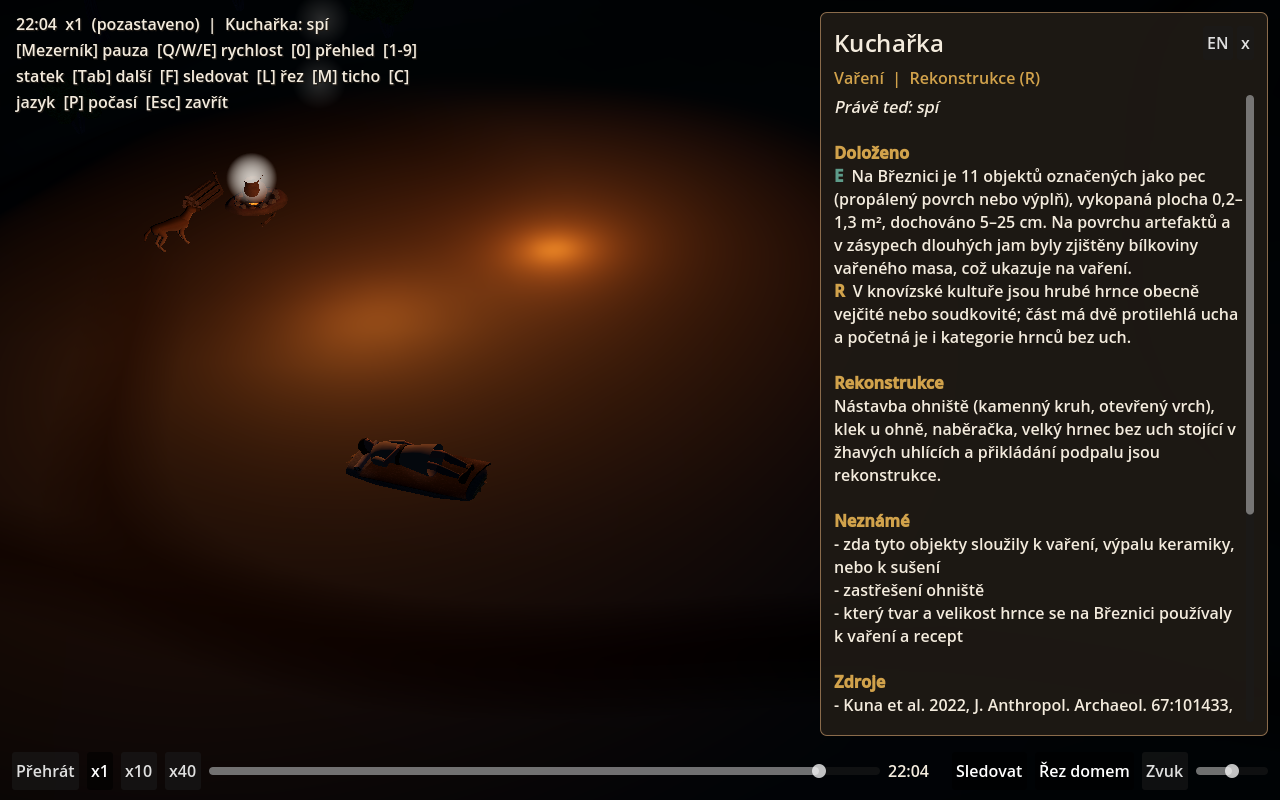 22:04  x1  (pozastaveno)  |  Kuchařka: spí
[Mezerník] pauza  [Q/W/E] rychlost  [0] přehled  [1-9]
statek  [Tab] další  [F] sledovat  [L] řez  [M] ticho  [C]
jazyk  [P] počasí  [Esc] zavřít
Kuchařka
EN  x
Vaření  |  Rekonstrukce (R)
Právě teď: spí
Doloženo
E  Na Březnici je 11 objektů označených jako pec
(propálený povrch nebo výplň), vykopaná plocha 0,2–
1,3 m², dochováno 5–25 cm. Na povrchu artefaktů a
v zásypech dlouhých jam byly zjištěny bílkoviny
vařeného masa, což ukazuje na vaření.
R  V knovízské kultuře jsou hrubé hrnce obecně
vejčité nebo soudkovité; část má dvě protilehlá ucha
a početná je i kategorie hrnců bez uch.
Rekonstrukce
Nástavba ohniště (kamenný kruh, otevřený vrch),
klek u ohně, naběračka, velký hrnec bez uch stojící v
žhavých uhlících a přikládání podpalu jsou
rekonstrukce.
Neznámé
- zda tyto objekty sloužily k vaření, výpalu keramiky,
nebo k sušení
- zastřešení ohniště
- který tvar a velikost hrnce se na Březnici používaly
k vaření a recept
Zdroje
- Kuna et al. 2022, J. Anthropol. Archaeol. 67:101433,
Přehrát  x1  x10  x40  22:04  Sledovat  Řez domem  Zvuk